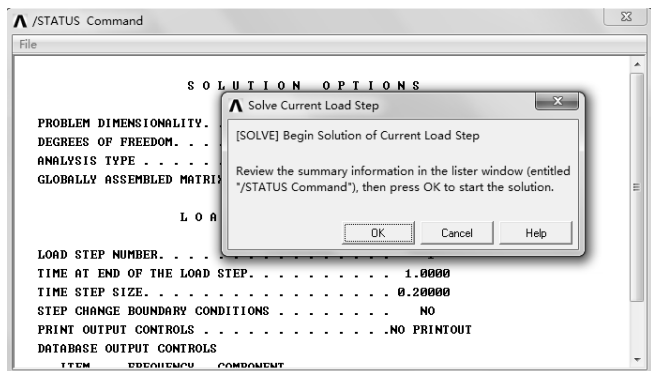 /STATUS Command
File
S O L U T I O N   O P T I O N S
PROBLEM DIMENSIONALITY. .
DEGREES OF FREEDOM. . . .
ANALYSIS TYPE . . . . .
GLOBALLY ASSEMBLED
L O A
Solve Current Load Step
[SOLVE] Begin Solution of Current Load Step
Review the summary information in the lister window (entitled
"/STATUS Command"), then press OK to start the solution.
OK Cancel Help
LOAD STEP NUMBER. . . . . . . . . . . . . . . .
TIME AT END OF THE LOAD STEP. . . . . . . . . . 1.0000
TIME STEP SIZE. . . . . . . . . . . . . . . . . 0.20000
STEP CHANGE BOUNDARY CONDITIONS . . . . . . . . NO
PRINT OUTPUT CONTROLS . . . . . . . . . . . . .NO PRINTOUT
DATABASE OUTPUT CONTROLS
ITEM FREQUENCY COMPONENT